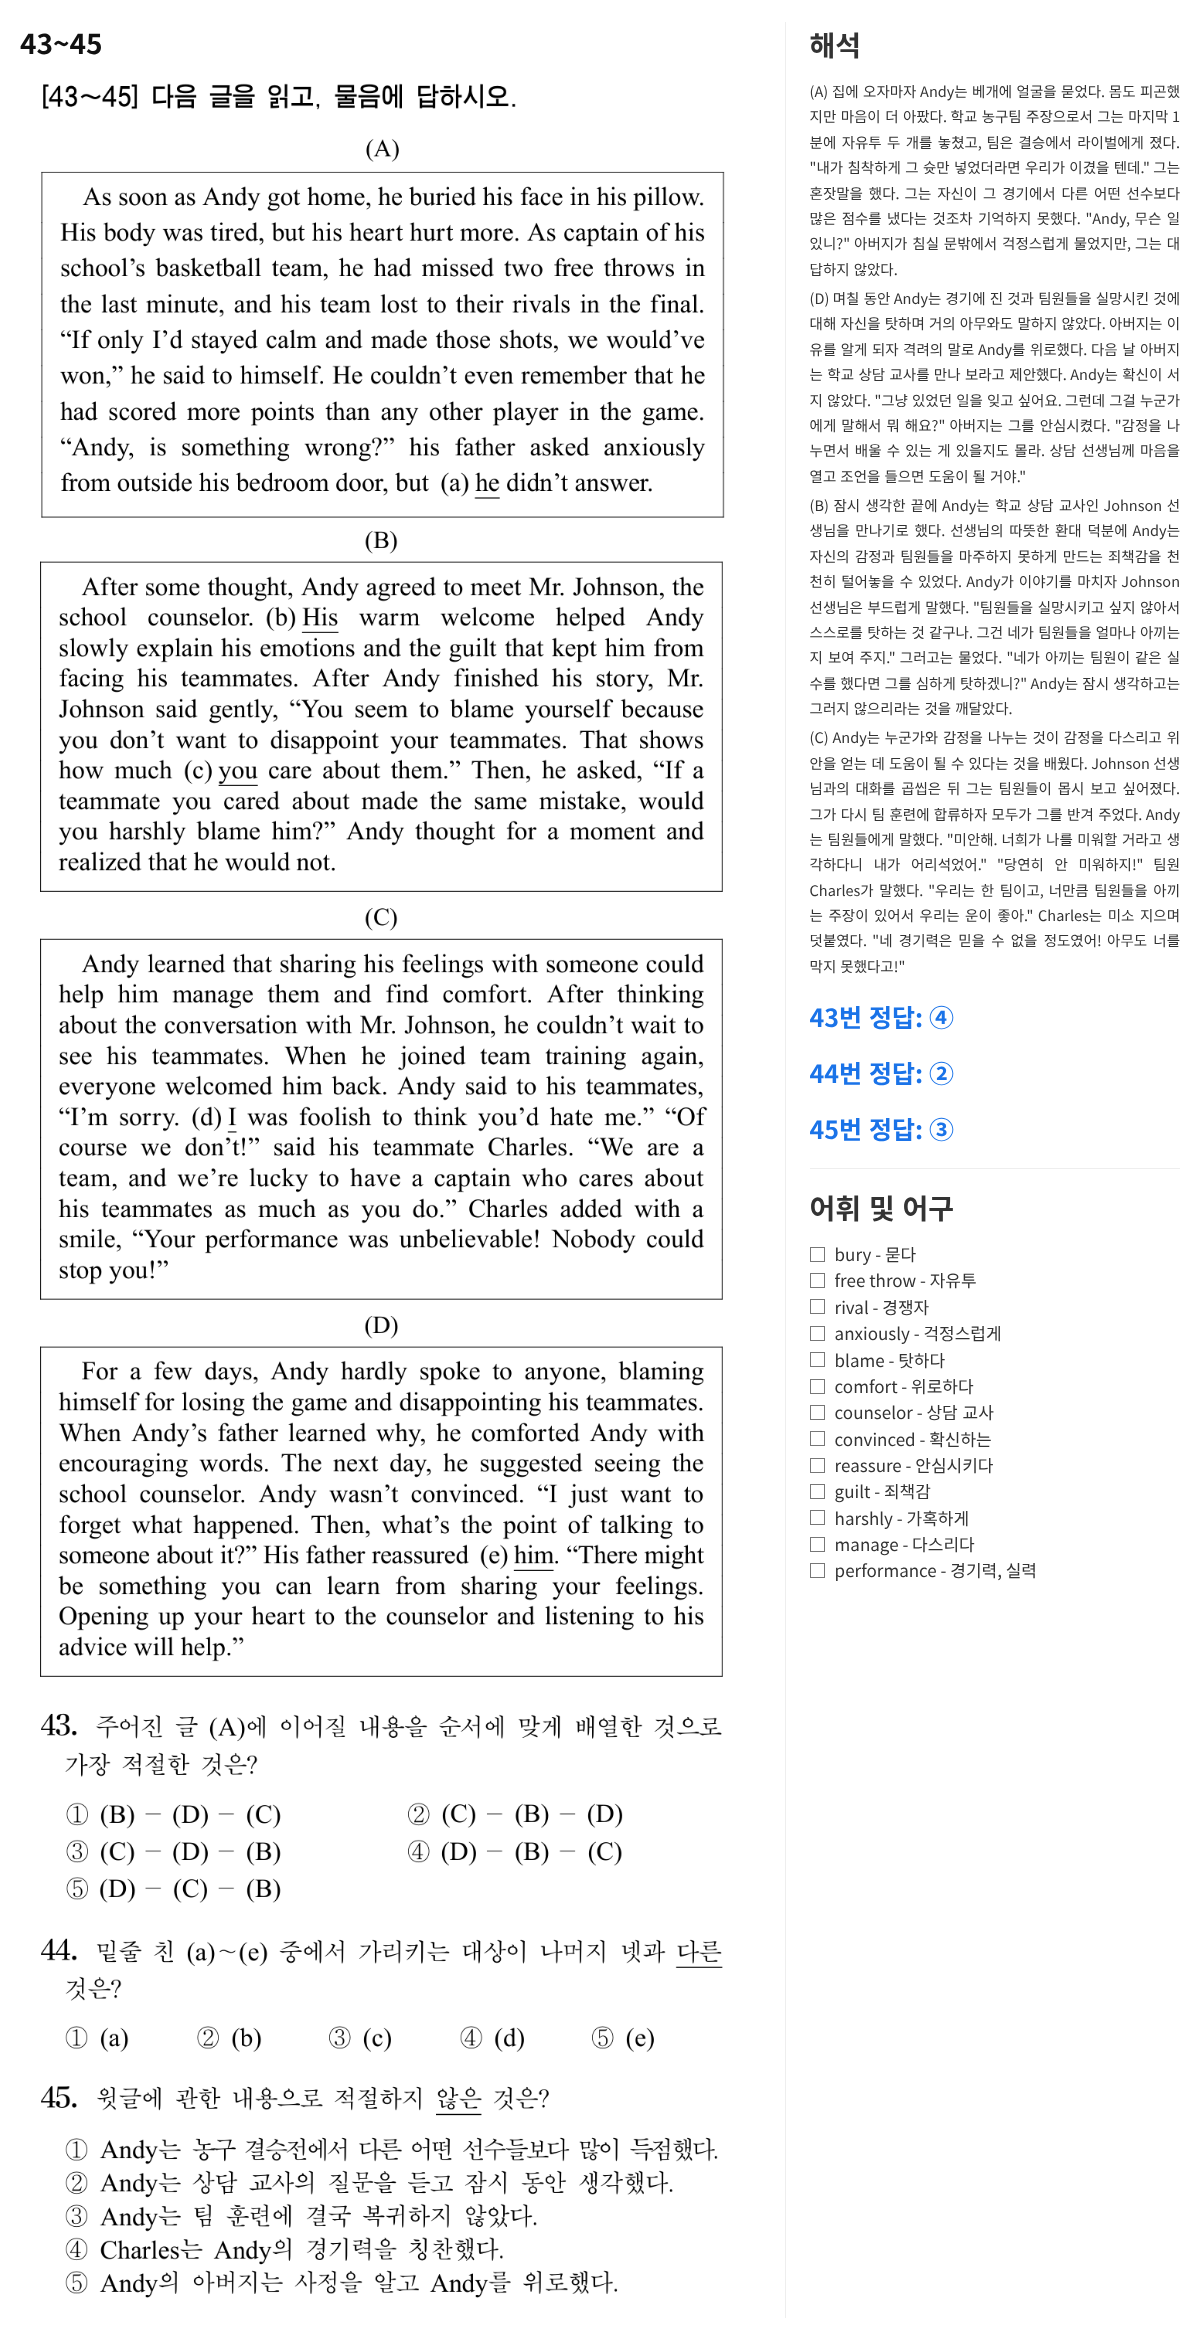 43~45
[43～45] 다음 글을 읽고, 물음에 답하시오.
(A)
As soon as Andy got home, he buried his face in his pillow.
His body was tired, but his heart hurt more. As captain of his
school’s basketball team, he had missed two free throws in
the last minute, and his team lost to their rivals in the final.
“If only I’d stayed calm and made those shots, we would’ve
won,” he said to himself. He couldn’t even remember that he
had scored more points than any other player in the game.
“Andy, is something wrong?” his father asked anxiously
from outside his bedroom door, but (a) he didn’t answer.
(B)
After some thought, Andy agreed to meet Mr. Johnson, the
school counselor. (b) His warm welcome helped Andy
slowly explain his emotions and the guilt that kept him from
facing his teammates. After Andy finished his story, Mr.
Johnson said gently, “You seem to blame yourself because
you don’t want to disappoint your teammates. That shows
how much (c) you care about them.” Then, he asked, “If a
teammate you cared about made the same mistake, would
you harshly blame him?” Andy thought for a moment and
realized that he would not.
(C)
Andy learned that sharing his feelings with someone could
help him manage them and find comfort. After thinking
about the conversation with Mr. Johnson, he couldn’t wait to
see his teammates. When he joined team training again,
everyone welcomed him back. Andy said to his teammates,
“I’m sorry. (d) I was foolish to think you’d hate me.” “Of
course we don’t!” said his teammate Charles. “We are a
team, and we’re lucky to have a captain who cares about
his teammates as much as you do.” Charles added with a
smile, “Your performance was unbelievable! Nobody could
stop you!”
(D)
For a few days, Andy hardly spoke to anyone, blaming
himself for losing the game and disappointing his teammates.
When Andy’s father learned why, he comforted Andy with
encouraging words. The next day, he suggested seeing the
school counselor. Andy wasn’t convinced. “I just want to
forget what happened. Then, what’s the point of talking to
someone about it?” His father reassured (e) him. “There might
be something you can learn from sharing your feelings.
Opening up your heart to the counselor and listening to his
advice will help.”
43. 주어진 글 (A)에 이어질 내용을 순서에 맞게 배열한 것으로
가장 적절한 것은?
① (B) － (D) － (C) ② (C) － (B) － (D)
③ (C) － (D) － (B) ④ (D) － (B) － (C)
⑤ (D) － (C) － (B)
44. 밑줄 친 (a)～(e) 중에서 가리키는 대상이 나머지 넷과 다른
것은?
① (a) ② (b) ③ (c) ④ (d) ⑤ (e)
45. 윗글에 관한 내용으로 적절하지 않은 것은?
① Andy는 농구 결승전에서 다른 어떤 선수들보다 많이 득점했다.
② Andy는 상담 교사의 질문을 듣고 잠시 동안 생각했다.
③ Andy는 팀 훈련에 결국 복귀하지 않았다.
④ Charles는 Andy의 경기력을 칭찬했다.
⑤ Andy의 아버지는 사정을 알고 Andy를 위로했다.
해석
(A) 집에 오자마자 Andy는 베개에 얼굴을 묻었다. 몸도 피곤했
지만 마음이 더 아팠다. 학교 농구팀 주장으로서 그는 마지막 1
분에 자유투 두 개를 놓쳤고, 팀은 결승에서 라이벌에게 졌다.
"내가 침착하게 그 슛만 넣었더라면 우리가 이겼을 텐데." 그는
혼잣말을 했다. 그는 자신이 그 경기에서 다른 어떤 선수보다
많은 점수를 냈다는 것조차 기억하지 못했다. "Andy, 무슨 일
있니?" 아버지가 침실 문밖에서 걱정스럽게 물었지만, 그는 대
답하지 않았다.
(D) 며칠 동안 Andy는 경기에 진 것과 팀원들을 실망시킨 것에
대해 자신을 탓하며 거의 아무와도 말하지 않았다. 아버지는 이
유를 알게 되자 격려의 말로 Andy를 위로했다. 다음 날 아버지
는 학교 상담 교사를 만나 보라고 제안했다. Andy는 확신이 서
지 않았다. "그냥 있었던 일을 잊고 싶어요. 그런데 그걸 누군가
에게 말해서 뭐 해요?" 아버지는 그를 안심시켰다. "감정을 나
누면서 배울 수 있는 게 있을지도 몰라. 상담 선생님께 마음을
열고 조언을 들으면 도움이 될 거야."
(B) 잠시 생각한 끝에 Andy는 학교 상담 교사인 Johnson 선
생님을 만나기로 했다. 선생님의 따뜻한 환대 덕분에 Andy는
자신의 감정과 팀원들을 마주하지 못하게 만드는 죄책감을 천
천히 털어놓을 수 있었다. Andy가 이야기를 마치자 Johnson
선생님은 부드럽게 말했다. "팀원들을 실망시키고 싶지 않아서
스스로를 탓하는 것 같구나. 그건 네가 팀원들을 얼마나 아끼는
지 보여 주지." 그러고는 물었다. "네가 아끼는 팀원이 같은 실
수를 했다면 그를 심하게 탓하겠니?" Andy는 잠시 생각하고는
그러지 않으리라는 것을 깨달았다.
(C) Andy는 누군가와 감정을 나누는 것이 감정을 다스리고 위
안을 얻는 데 도움이 될 수 있다는 것을 배웠다. Johnson 선생
님과의 대화를 곱씹은 뒤 그는 팀원들이 몹시 보고 싶어졌다.
그가 다시 팀 훈련에 합류하자 모두가 그를 반겨 주었다. Andy
는 팀원들에게 말했다. "미안해. 너희가 나를 미워할 거라고 생
각하다니 내가 어리석었어." "당연히 안 미워하지!" 팀원
Charles가 말했다. "우리는 한 팀이고, 너만큼 팀원들을 아끼
는 주장이 있어서 우리는 운이 좋아." Charles는 미소 지으며
덧붙였다. "네 경기력은 믿을 수 없을 정도였어! 아무도 너를
막지 못했다고!"
43번 정답: ④
44번 정답: ②
45번 정답: ③
어휘 및 어구
□ bury - 묻다
□ free throw - 자유투
□ rival - 경쟁자
□ anxiously - 걱정스럽게
□ blame - 탓하다
□ comfort - 위로하다
□ counselor - 상담 교사
□ convinced - 확신하는
□ reassure - 안심시키다
□ guilt - 죄책감
□ harshly - 가혹하게
□ manage - 다스리다
□ performance - 경기력, 실력